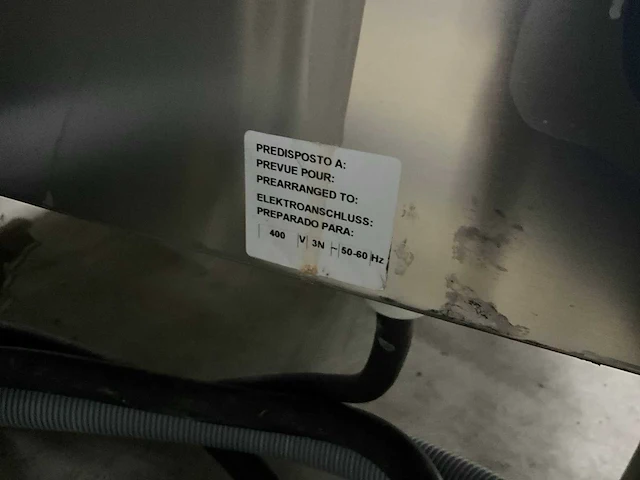 PREDISPOSTO A:
PREVUE POUR:
PREARRANGED TO:
ELEKTROANSCHLUSS:
PREPARADO PARA:
400 V 3N ~ 50-60 Hz